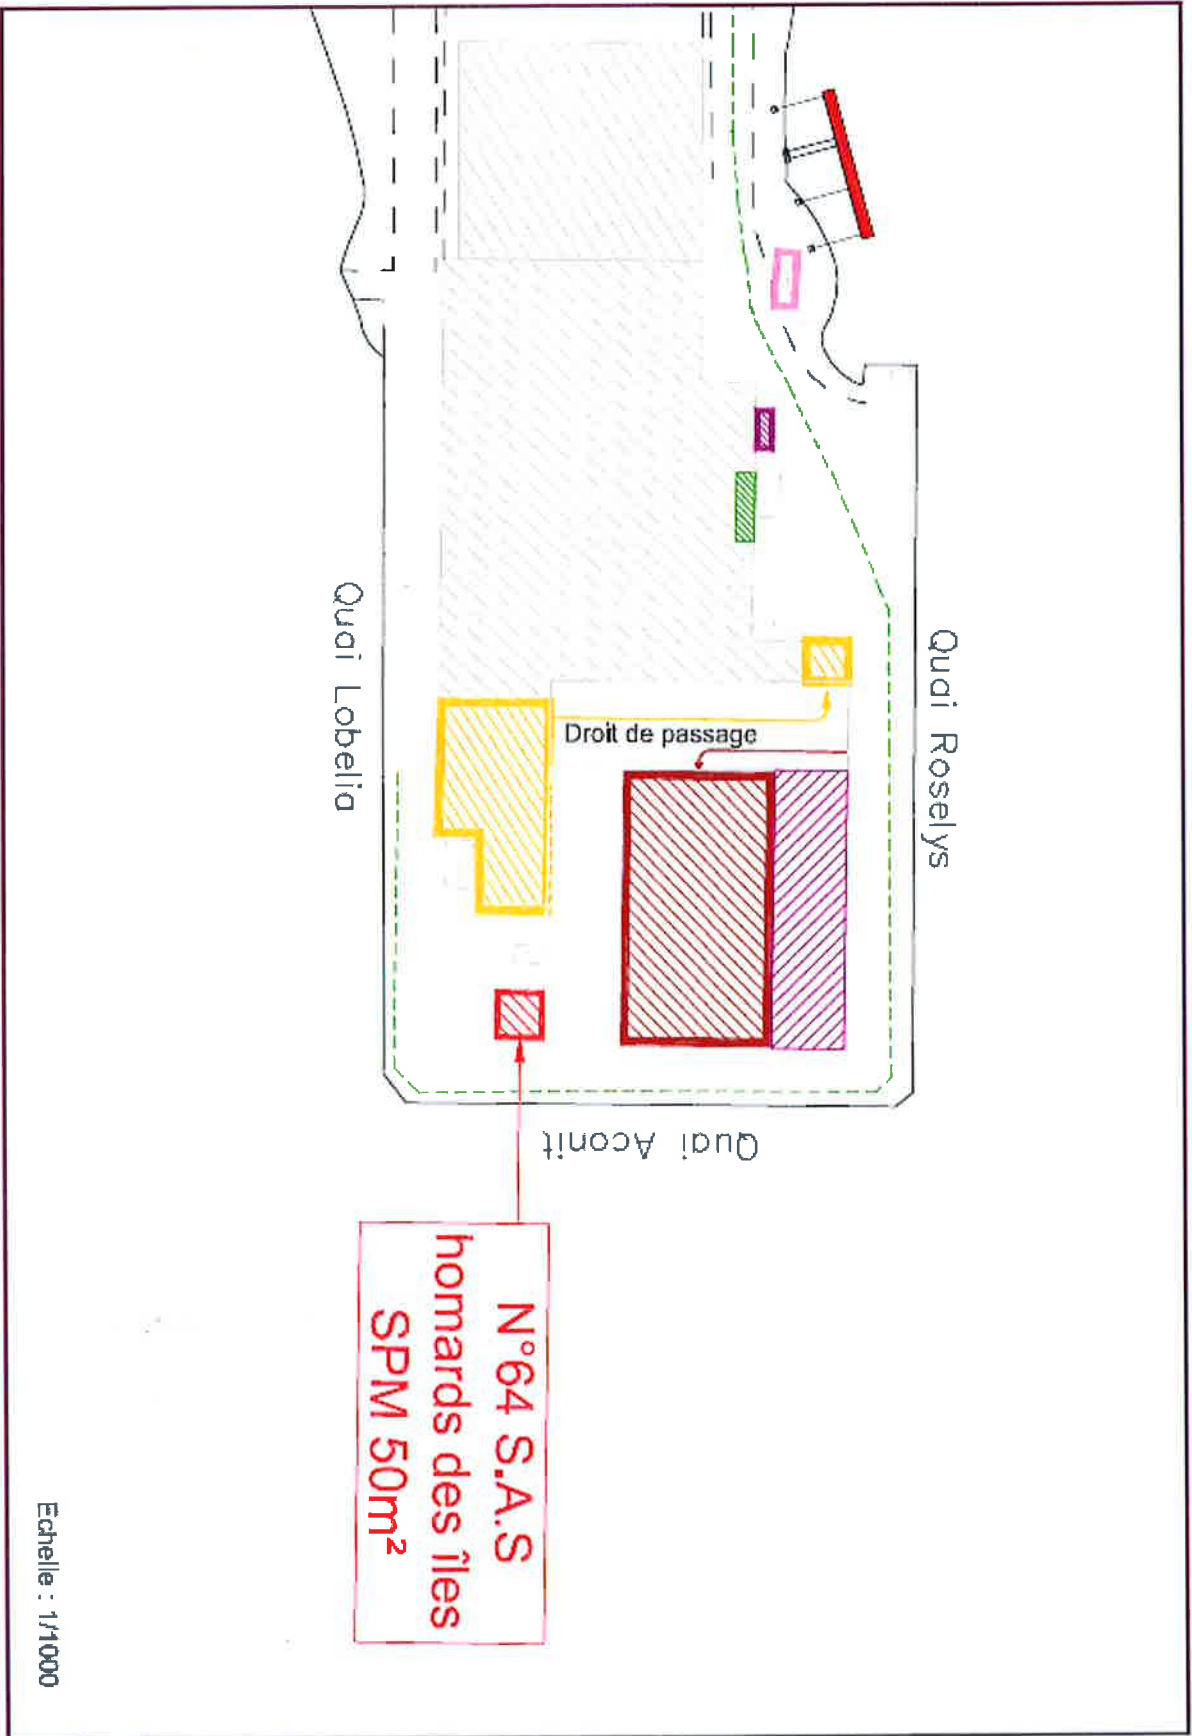 Quai Roselys
Droit de passage
Quai Lobelia
Quai Aconit
N°64 S.A.S
homards des îles
SPM 50m²
Echelle : 1/1000